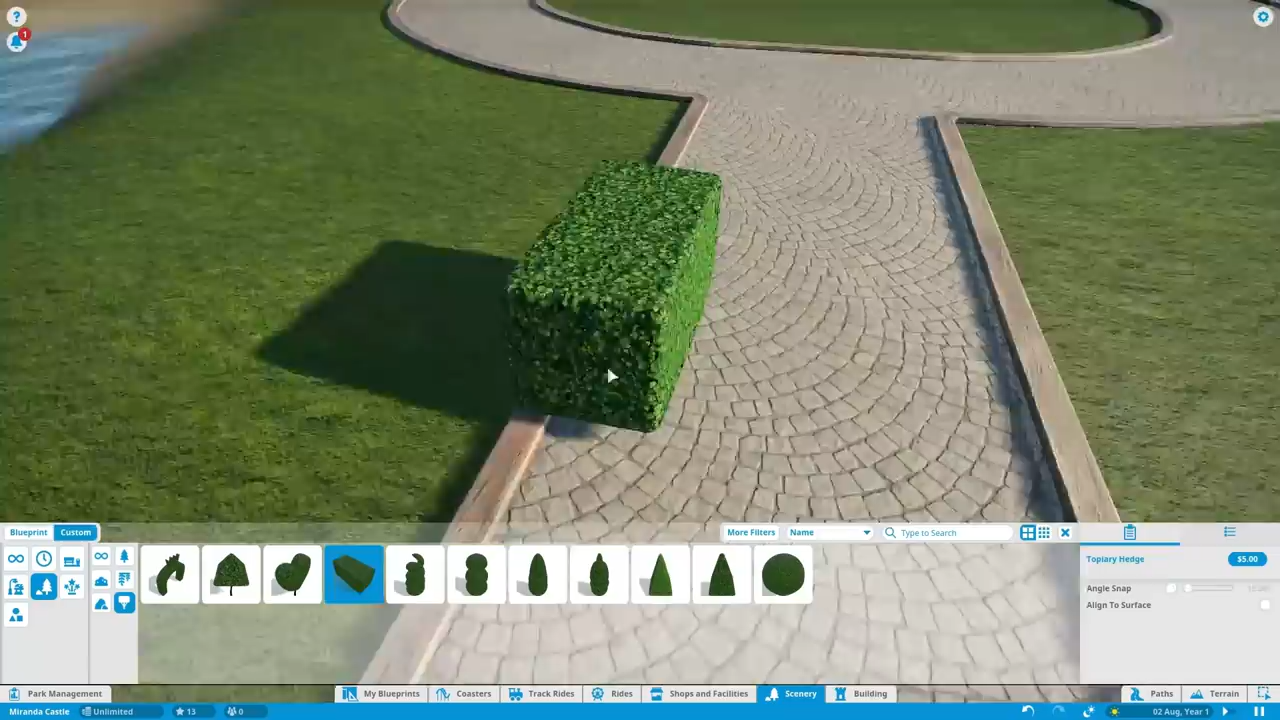 ?
1
Blueprint
Custom
More Filters
Name
Type to Search
Topiary Hedge
$5.00
Angle Snap
Align To Surface
Park Management
My Blueprints
Coasters
Track Rides
Rides
Shops and Facilities
Scenery
Building
Paths
Terrain
Miranda Castle
Unlimited
13
0
02 Aug, Year 1